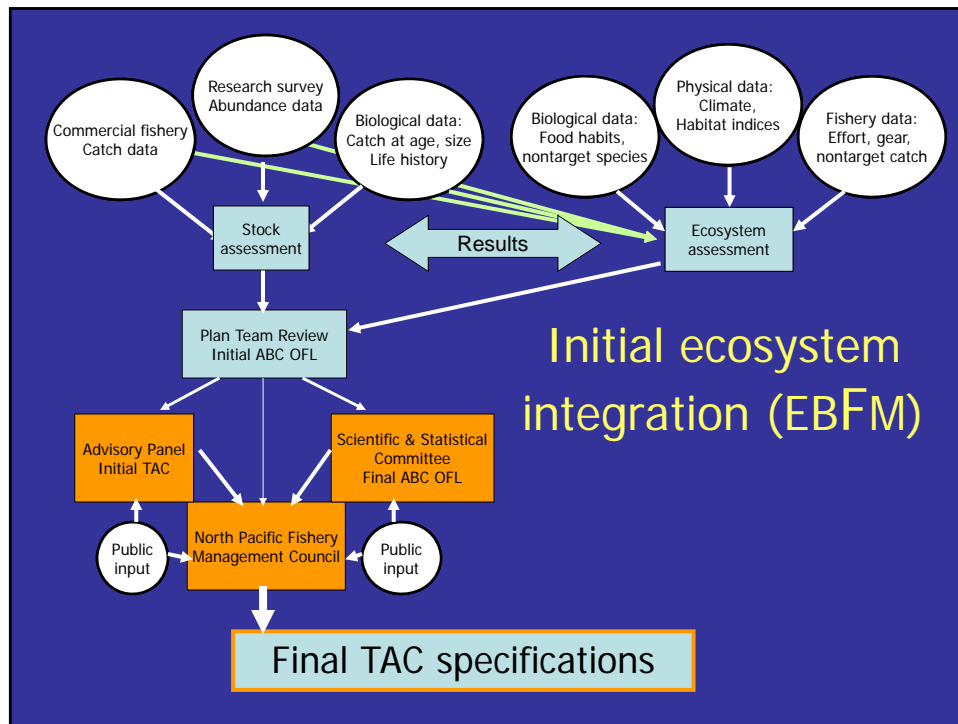 Commercial fishery
Catch data
Research survey
Abundance data
Biological data:
Catch at age, size
Life history
Biological data:
Food habits,
nontarget species
Physical data:
Climate,
Habitat indices
Fishery data:
Effort, gear,
nontarget catch
Stock
assessment
Results
Ecosystem
assessment
Plan Team Review
Initial ABC OFL
Initial ecosystem
integration (EBFM)
Advisory Panel
Initial TAC
Scientific & Statistical
Committee
Final ABC OFL
Public
input
North Pacific Fishery
Management Council
Public
input
Final TAC specifications